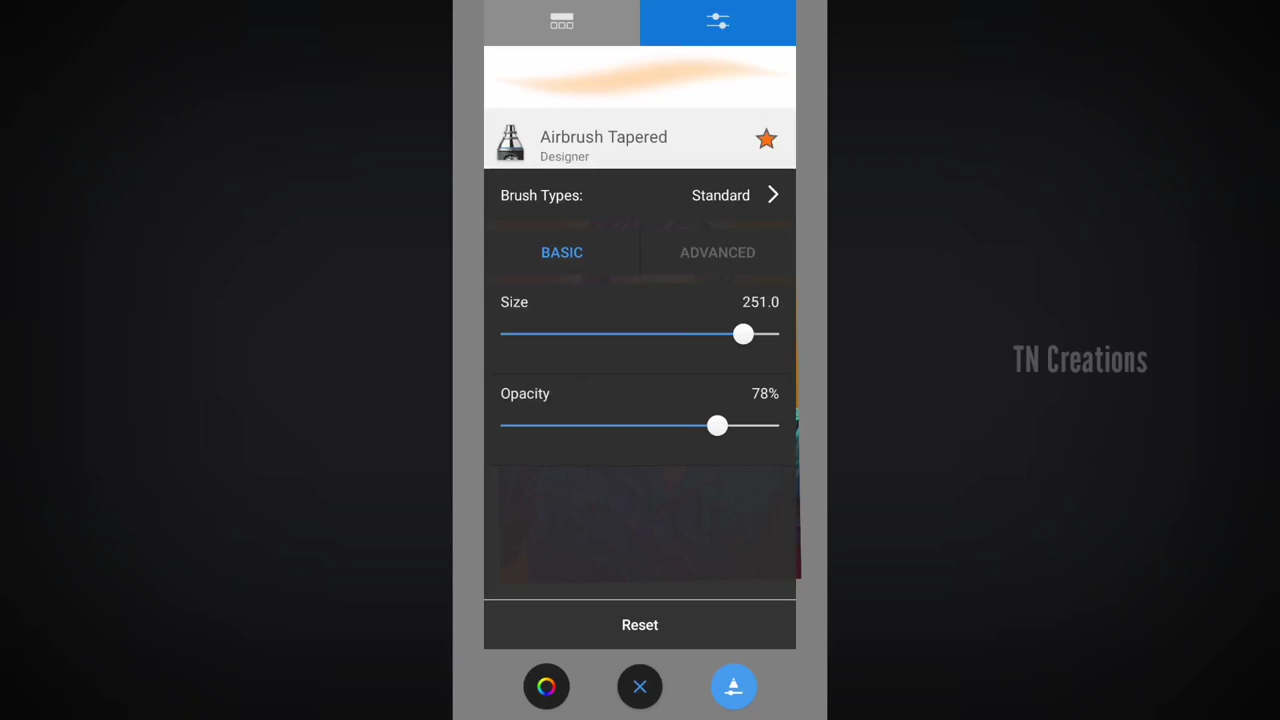 Airbrush Tapered
Designer
Brush Types: Standard
BASIC ADVANCED
Size 251.0
Opacity 78%
TN Creations
Reset